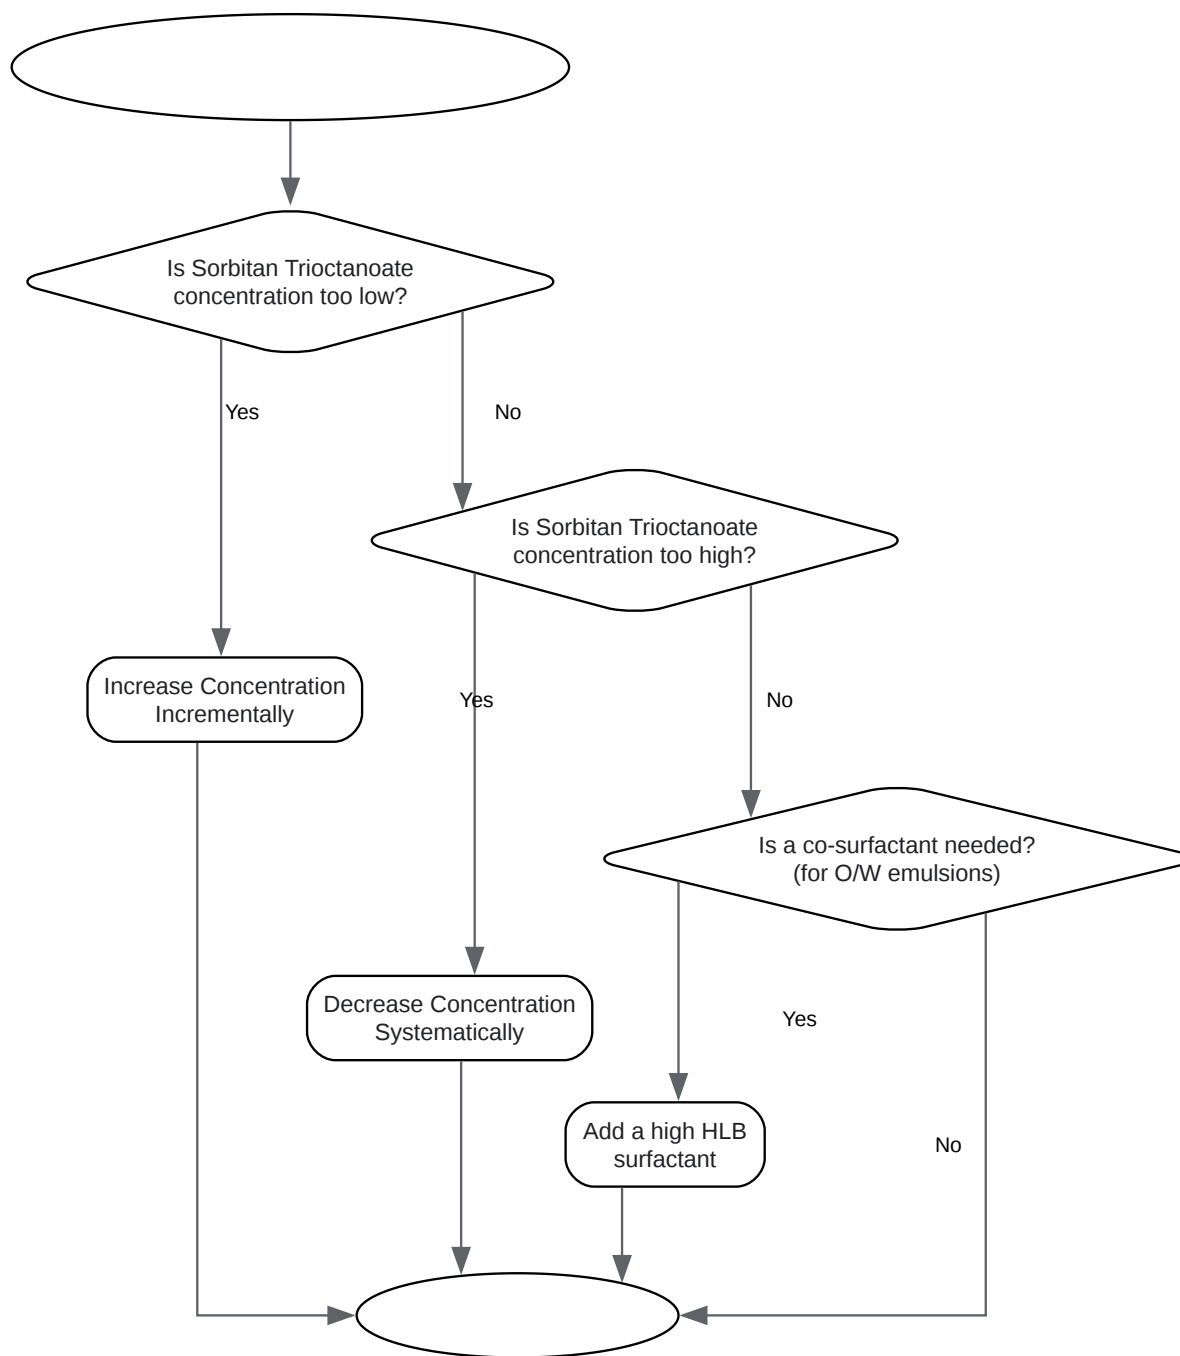 Is Sorbitan Trioctanoate
concentration too low?
Yes
No
Is Sorbitan Trioctanoate
concentration too high?
Increase Concentration
Incrementally
Yes
No
Is a co-surfactant needed?
(for O/W emulsions)
Decrease Concentration
Systematically
Yes
Add a high HLB
surfactant
No